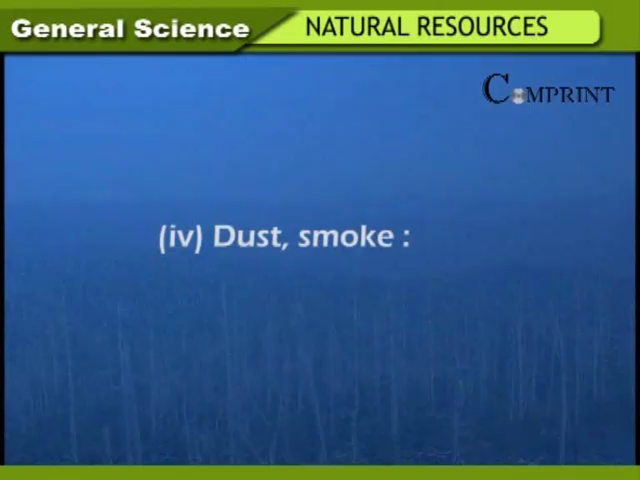 General Science
NATURAL RESOURCES
COMPRINT
(iv) Dust, smoke :